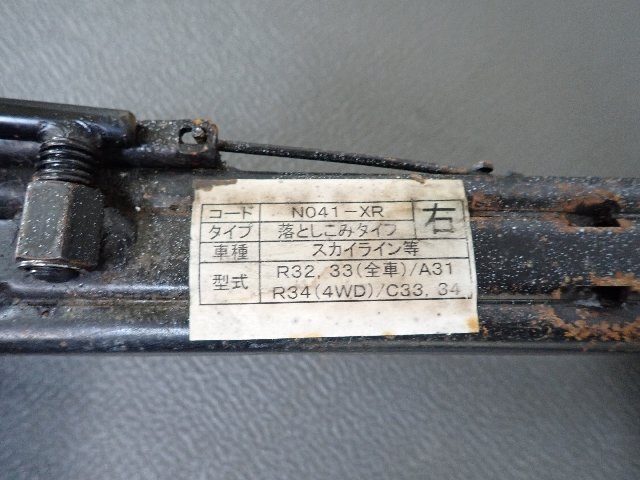 コード N041-XR 右
タイプ 落としこみタイプ
車種 スカイライン等
型式 R32, 33(全車)/A31
R34(4WD)/C33, 34